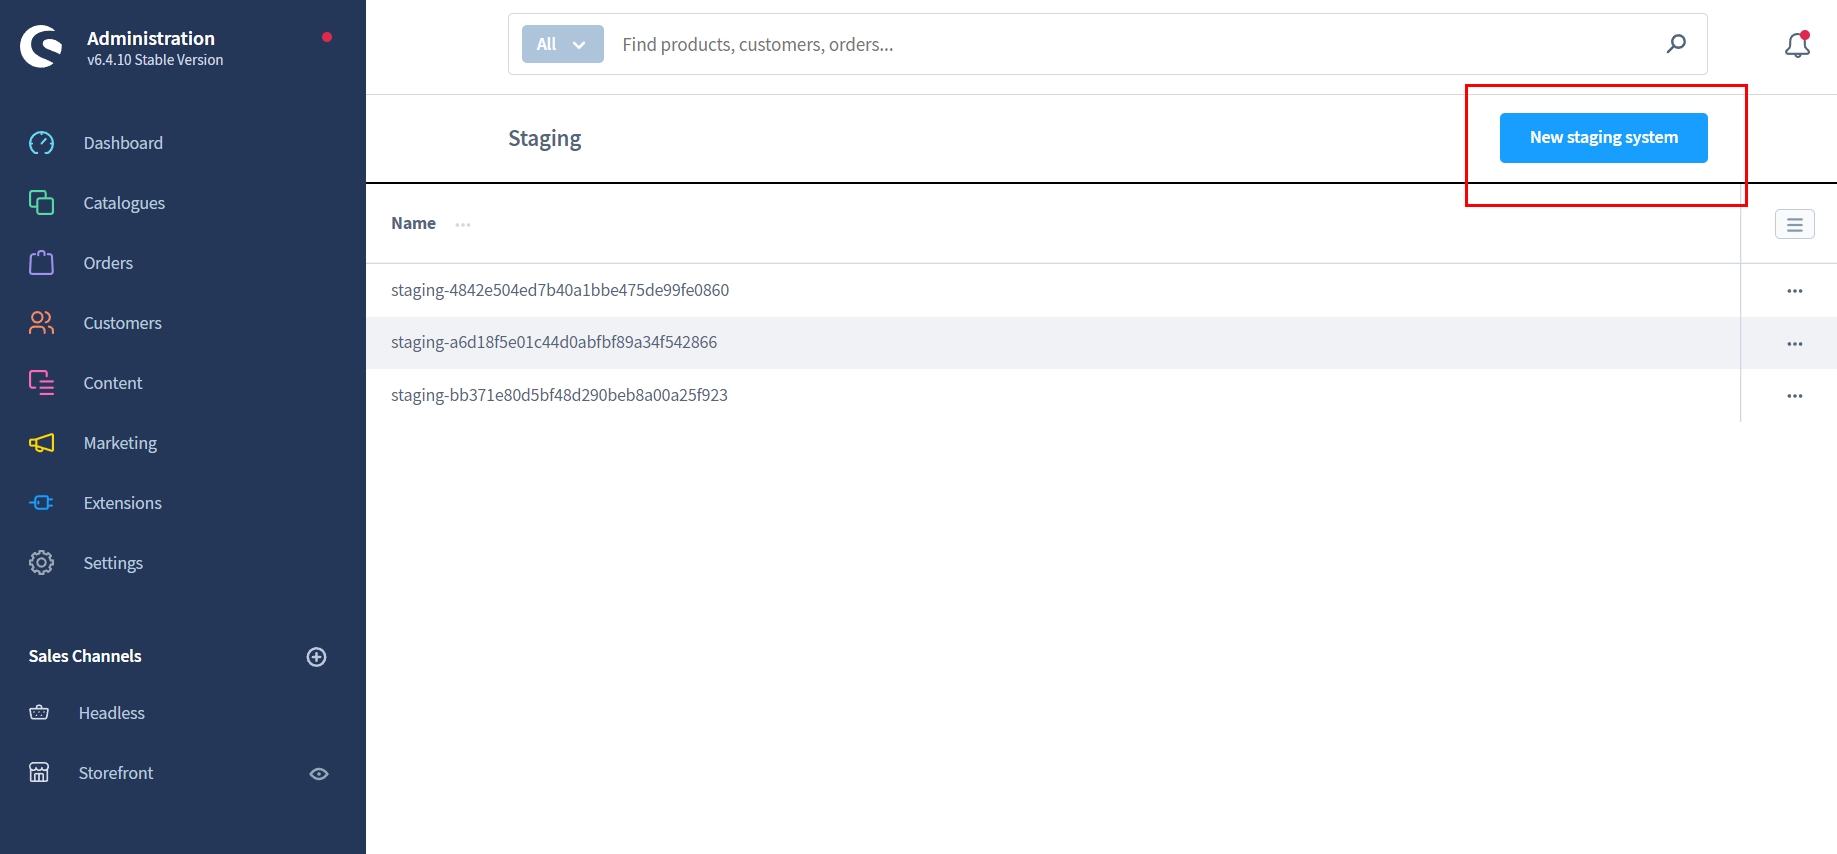 Administration
v6.4.10 Stable Version
Dashboard
Catalogues
Orders
Customers
Content
Marketing
Extensions
Settings
Sales Channels
Headless
Storefront
All
Find products, customers, orders...
Staging
New staging system
Name
staging-4842e504ed7b40a1bbe475de99fe0860
staging-a6d18f5e01c44d0abfbf89a34f542866
staging-bb371e80d5bf48d290beb8a00a25f923